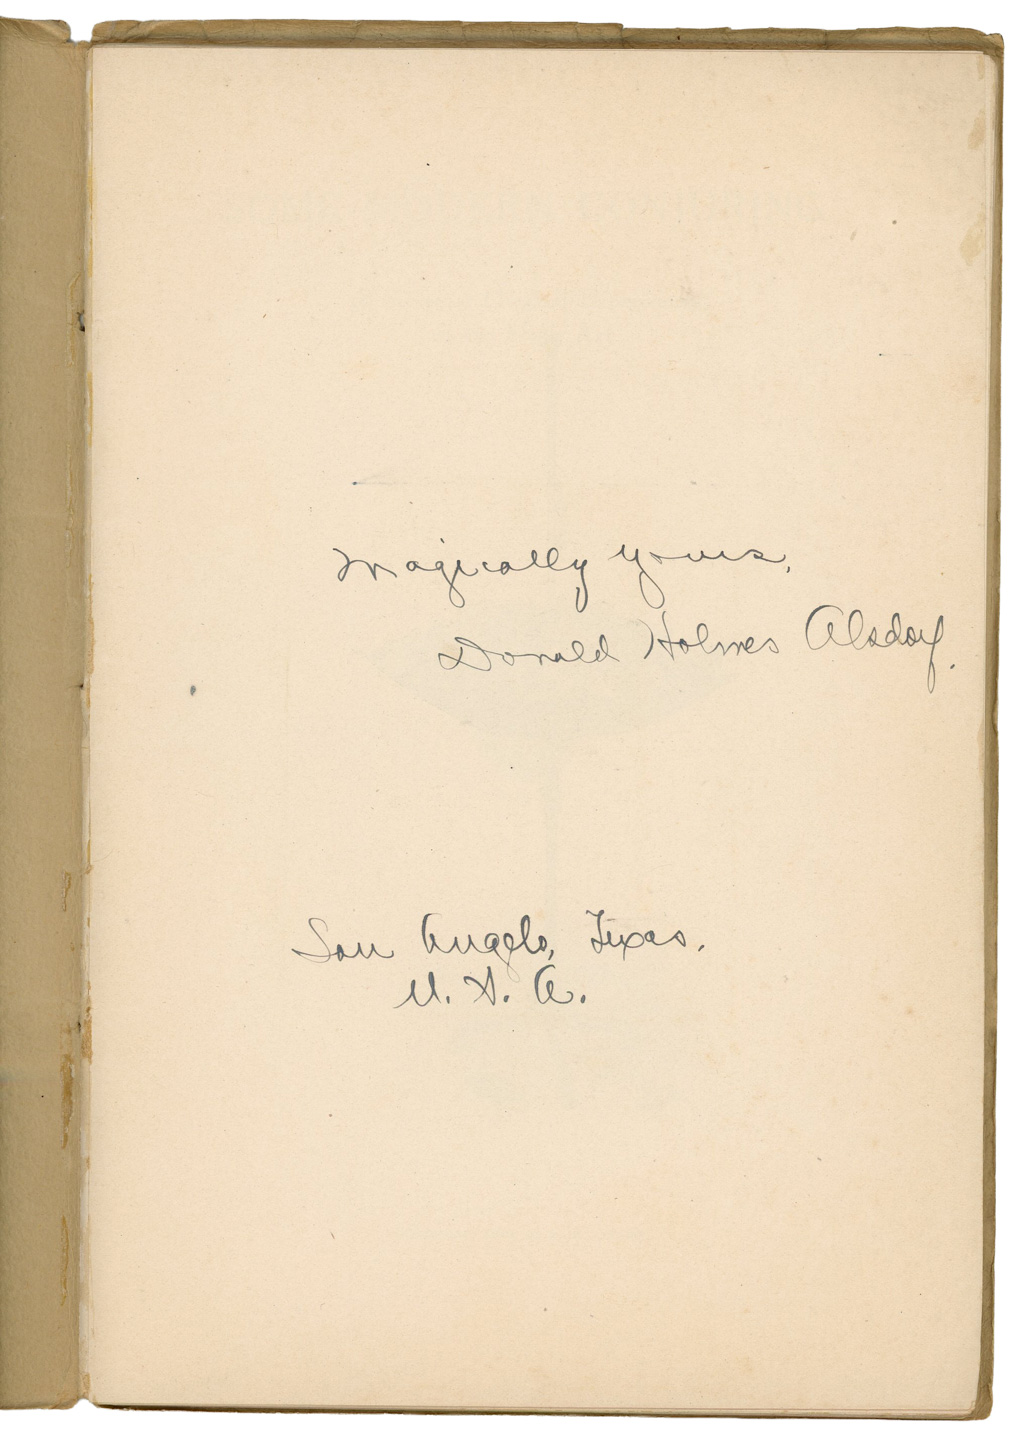 Magically yours,
Donald Holmes Alsdorf.
San Angelo, Texas.
U. S. A.